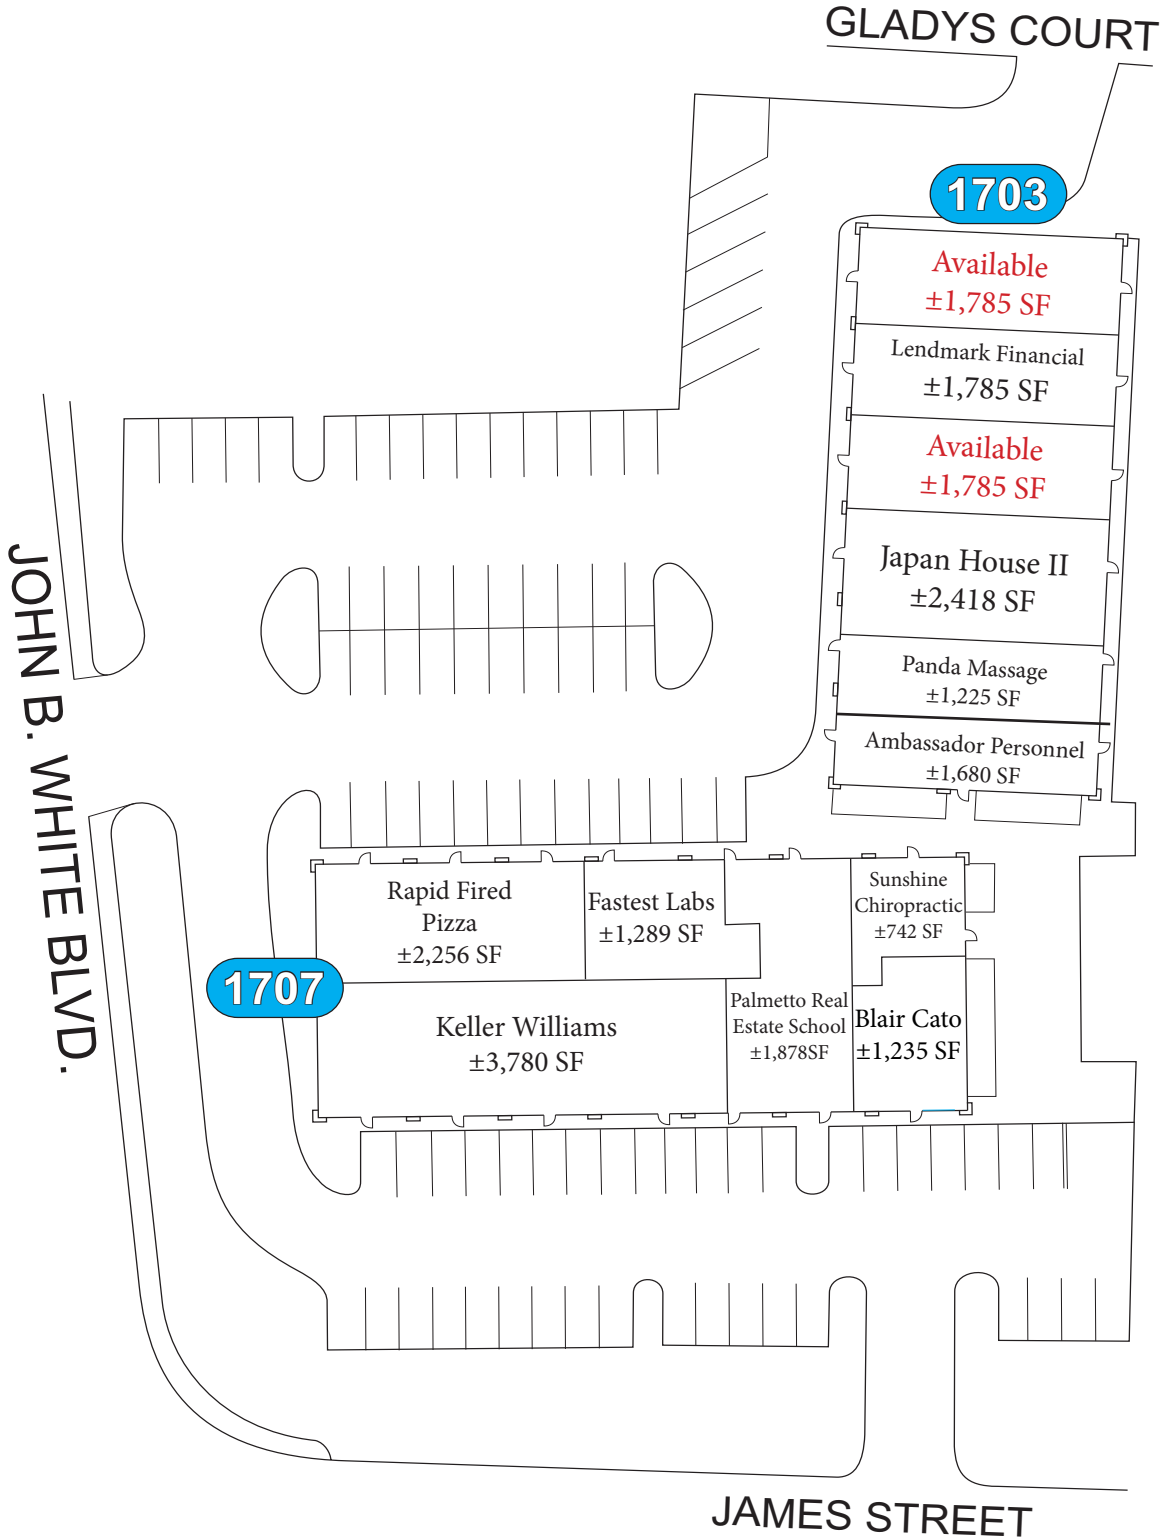 GLADYS COURT
1703
Available
±1,785 SF
Lendmark Financial
±1,785 SF
Available
±1,785 SF
Japan House II
±2,418 SF
Panda Massage
±1,225 SF
Ambassador Personnel
±1,680 SF
JOHN B. WHITE BLVD.
Rapid Fired
Pizza
±2,256 SF
Fastest Labs
±1,289 SF
Sunshine
Chiropractic
±742 SF
1707
Keller Williams
±3,780 SF
Palmetto Real
Estate School
±1,878SF
Blair Cato
±1,235 SF
JAMES STREET